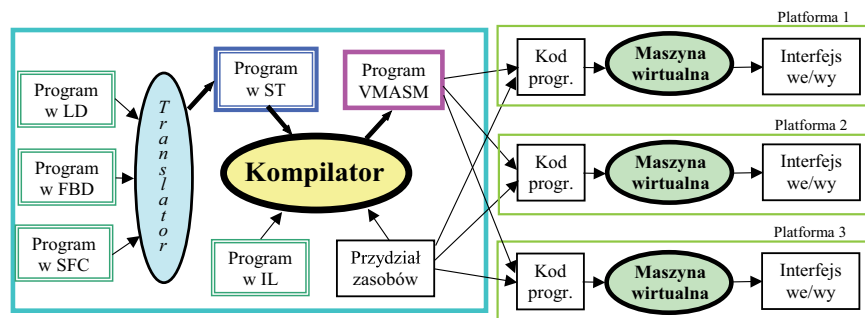 Platforma 1
Program
w LD
Program
w FBD
Program
w SFC
Translator
Program
w ST
Program
VMASM
Kompilator
Program
w IL
Przydział
zasobów
Kod
progr.
Maszyna
wirtualna
Interfejs
we/wy
Platforma 2
Kod
progr.
Maszyna
wirtualna
Interfejs
we/wy
Platforma 3
Kod
progr.
Maszyna
wirtualna
Interfejs
we/wy